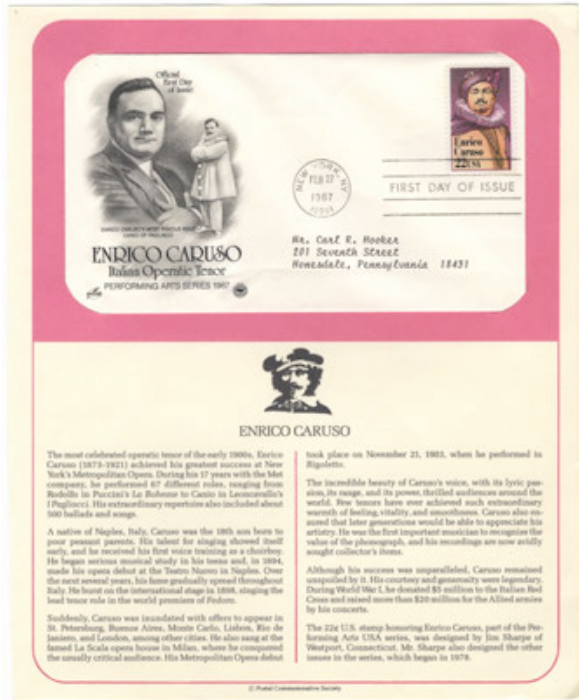 Official
First Day
of Issue
Enrico
Caruso
22USA
NEW YORK, NY
FEB 27
1987
FIRST DAY OF ISSUE
ENRICO CARUSO'S MOST FAMOUS ROLE
CANIO OF PAGLIACCI
ENRICO CARUSO
Italian Operatic Tenor
PERFORMING ARTS SERIES 1987
Mr. Carl R. Hooker
201 Seventh Street
Honesdale, Pennsylvania 18431
ENRICO CARUSO
The most celebrated operatic tenor of the early 1900s, Enrico
Caruso (1873-1921) achieved his greatest success at New
York's Metropolitan Opera. During his 17 years with the Met
company, he performed 67 different roles, ranging from
Rodolfo in Puccini's La Boheme to Canio in Leoncavallo's
I Pagliacci. His extraordinary repertoire also included about
500 ballads and songs.
A native of Naples, Italy, Caruso was the 18th son born to
poor peasant parents. His talent for singing showed itself
early, and he received his first voice training as a choirboy.
He began serious musical study in his teens and, in 1894,
made his opera debut at the Teatro Nuovo in Naples. Over
the next several years, his fame gradually spread throughout
Italy. He burst on the international stage in 1898, singing the
lead tenor role in the world premiere of Fedora.
Suddenly, Caruso was inundated with offers to appear in
St. Petersburg, Buenos Aires, Monte Carlo, Lisbon, Rio de
Janiero, and London, among other cities. He also sang at the
famed La Scala opera house in Milan, where he conquered
the usually critical audience. His Metropolitan Opera debut
took place on November 21, 1903, when he performed in
Rigoletto.
The incredible beauty of Caruso's voice, with its lyric pas-
sion, its range, and its power, thrilled audiences around the
world. Few tenors have ever achieved such extraordinary
warmth of feeling, vitality, and smoothness. Caruso also en-
sured that later generations would be able to appreciate his
artistry. He was the first important musician to recognize the
value of the phonograph, and his recordings are now avidly
sought collector's items.
Although his success was unparalleled, Caruso remained
unspoiled by it. His courtesy and generosity were legendary.
During World War I, he donated $5 million to the Italian Red
Cross and raised more than $20 million for the Allied armies
by his concerts.
The 22¢ U.S. stamp honoring Enrico Caruso, part of the Per-
forming Arts USA series, was designed by Jim Sharpe of
Westport, Connecticut. Mr. Sharpe also designed the other
issues in the series, which began in 1978.
© Postal Commemorative Society